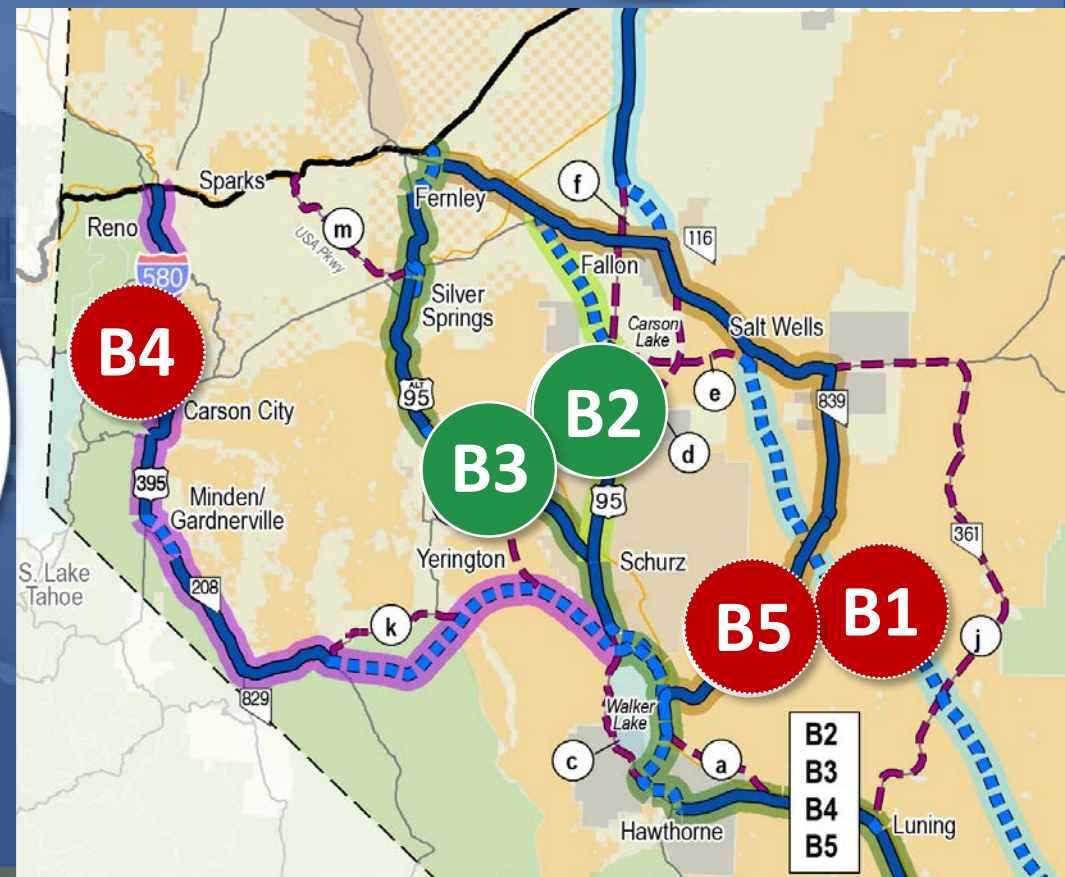 Sparks
Reno
Fernley
f
m
USA Pkwy
116
580
Fallon
Silver
Springs
Carson
Lake
Salt Wells
B4
ALT
95
e
839
Carson City
B2
d
B3
395
Minden/
Gardnerville
95
361
Yerington
Schurz
S. Lake
Tahoe
208
B5
B1
k
j
829
Walker
Lake
c
a
B2
B3
B4
B5
Hawthorne
Luning